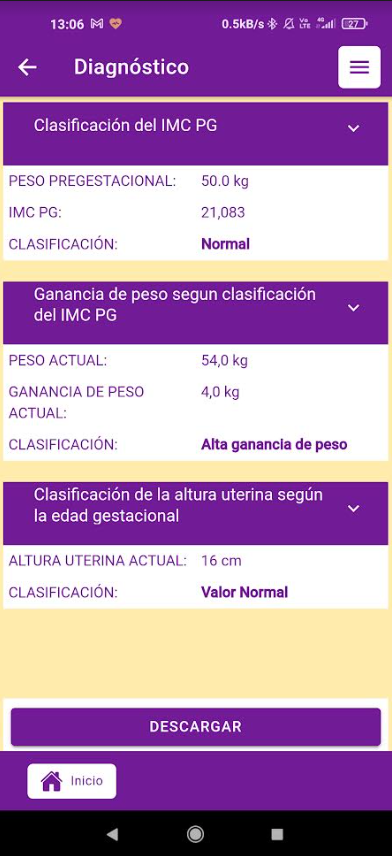 13:06 0.5kB/s Vo LTE 4G 27
Diagnóstico
Clasificación del IMC PG
PESO PREGESTACIONAL: 50.0 kg
IMC PG: 21,083
CLASIFICACIÓN: Normal
Ganancia de peso segun clasificación
del IMC PG
PESO ACTUAL: 54,0 kg
GANANCIA DE PESO 4,0 kg
ACTUAL:
CLASIFICACIÓN: Alta ganancia de peso
Clasificación de la altura uterina según
la edad gestacional
ALTURA UTERINA ACTUAL: 16 cm
CLASIFICACIÓN: Valor Normal
DESCARGAR
Inicio